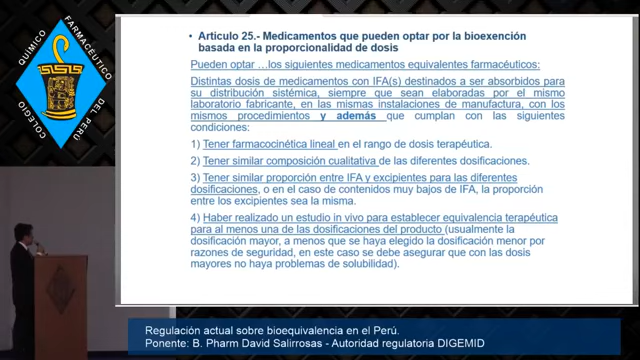 QUÍMICO
FARMACÉUTICO
COLEGIO
DEL PERÚ
• Articulo 25.- Medicamentos que pueden optar por la bioexención
basada en la proporcionalidad de dosis
Pueden optar …los siguientes medicamentos equivalentes farmacéuticos:
Distintas dosis de medicamentos con IFA(s) destinados a ser absorbidos para
su distribución sistémica, siempre que sean elaboradas por el mismo
laboratorio fabricante, en las mismas instalaciones de manufactura, con los
mismos procedimientos y además que cumplan con las siguientes
condiciones:
1) Tener farmacocinética lineal en el rango de dosis terapéutica.
2) Tener similar composición cualitativa de las diferentes dosificaciones.
3) Tener similar proporción entre IFA y excipientes para las diferentes
dosificaciones, o en el caso de contenidos muy bajos de IFA, la proporción
entre los excipientes sea la misma.
4) Haber realizado un estudio in vivo para establecer equivalencia terapéutica
para al menos una de las dosificaciones del producto (usualmente la
dosificación mayor, a menos que se haya elegido la dosificación menor por
razones de seguridad, en este caso se debe asegurar que con las dosis
mayores no haya problemas de solubilidad).
Regulación actual sobre bioequivalencia en el Perú.
Ponente: B. Pharm David Salirrosas - Autoridad regulatoria DIGEMID